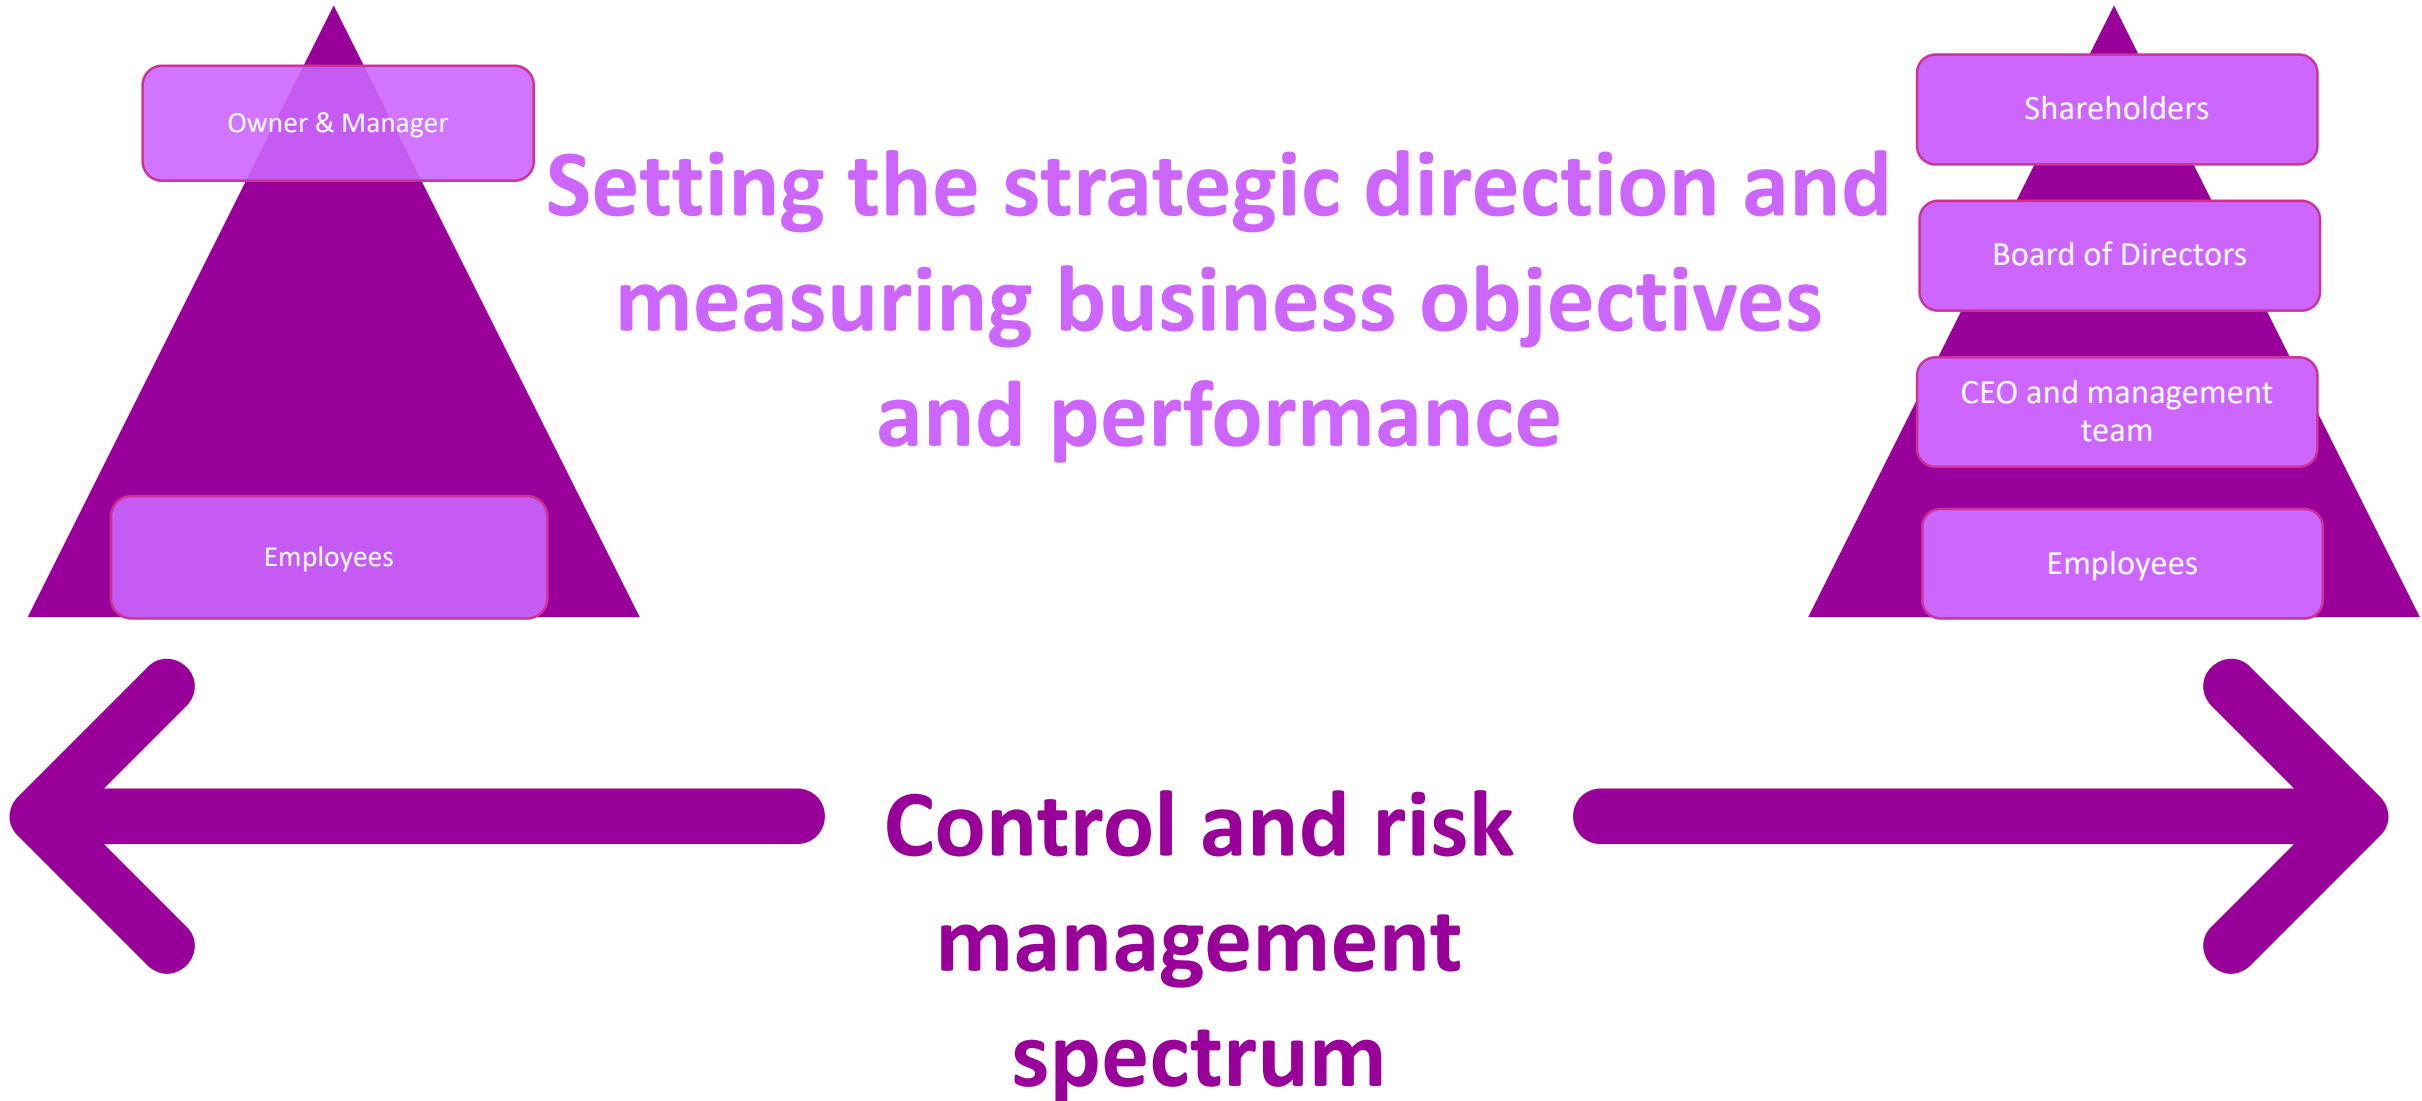 Owner & Manager
Employees
Setting the strategic direction and
measuring business objectives
and performance
Shareholders
Board of Directors
CEO and management
team
Employees
Control and risk
management
spectrum